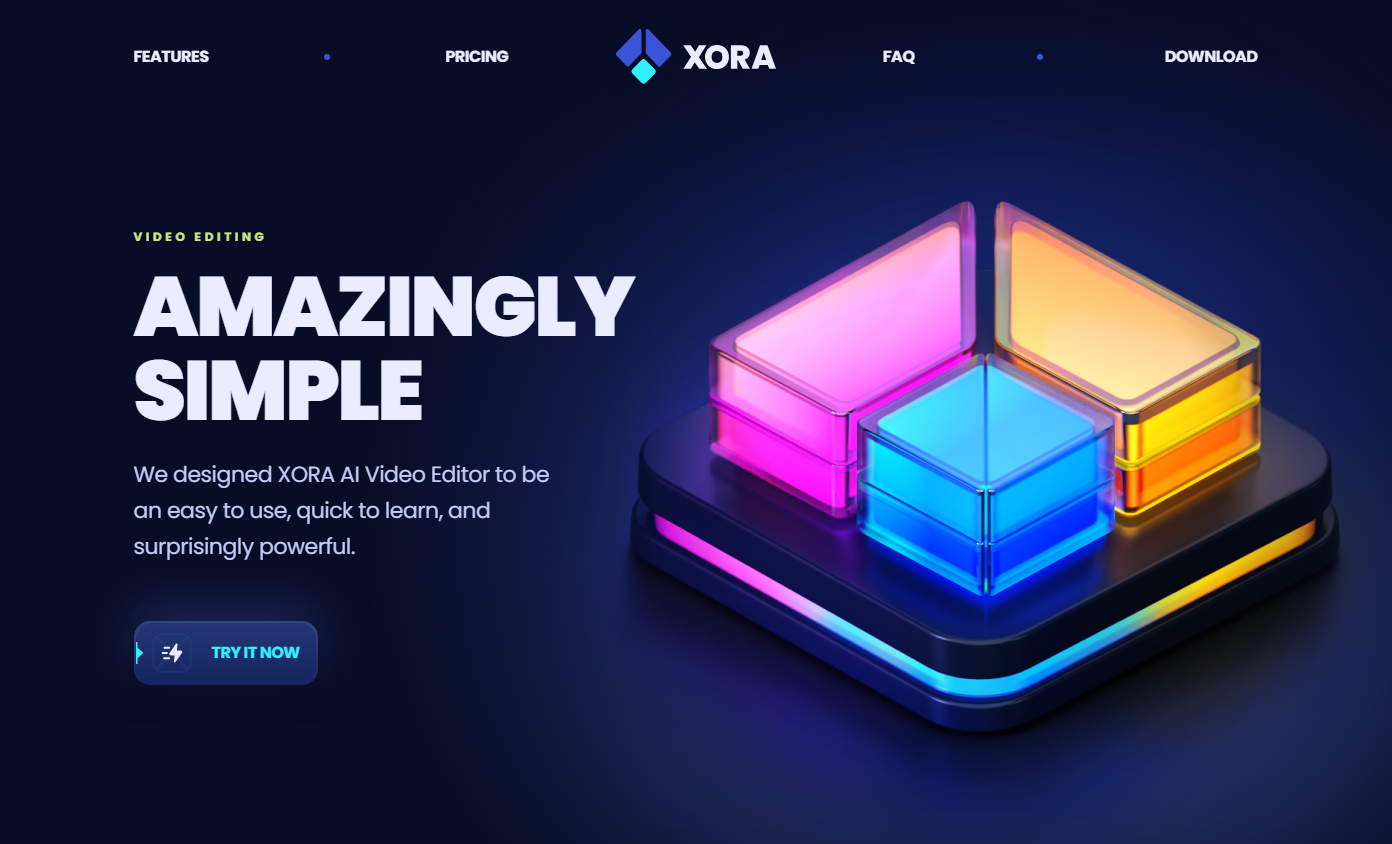 FEATURES
PRICING
XORA
FAQ
DOWNLOAD
VIDEO EDITING
AMAZINGLY
SIMPLE
We designed XORA AI Video Editor to be
an easy to use, quick to learn, and
surprisingly powerful.
TRY IT NOW